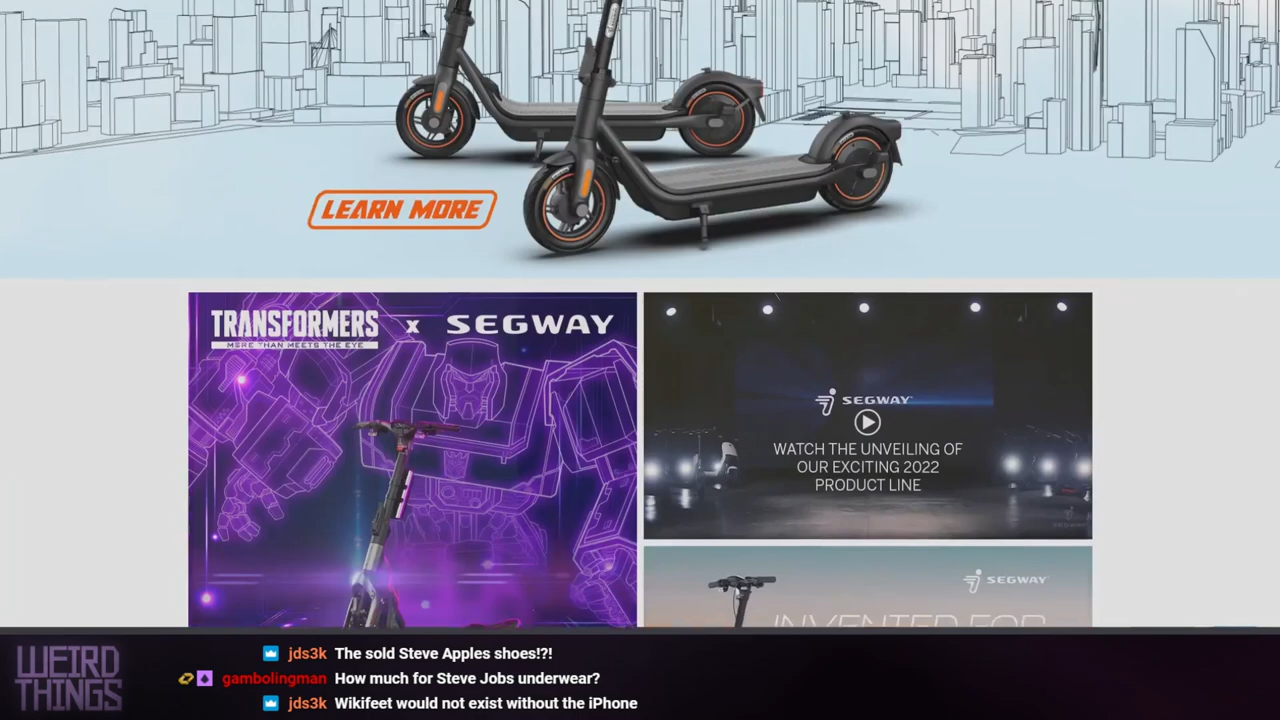 LEARN MORE
TRANSFORMERS x SEGWAY
MORE THAN MEETS THE EYE
SEGWAY
WATCH THE UNVEILING OF
OUR EXCITING 2022
PRODUCT LINE
SEGWAY
INVENTED FOR
WEIRD
THINGS
jds3k The sold Steve Apples shoes!?!
gambolingman How much for Steve Jobs underwear?
jds3k Wikifeet would not exist without the iPhone